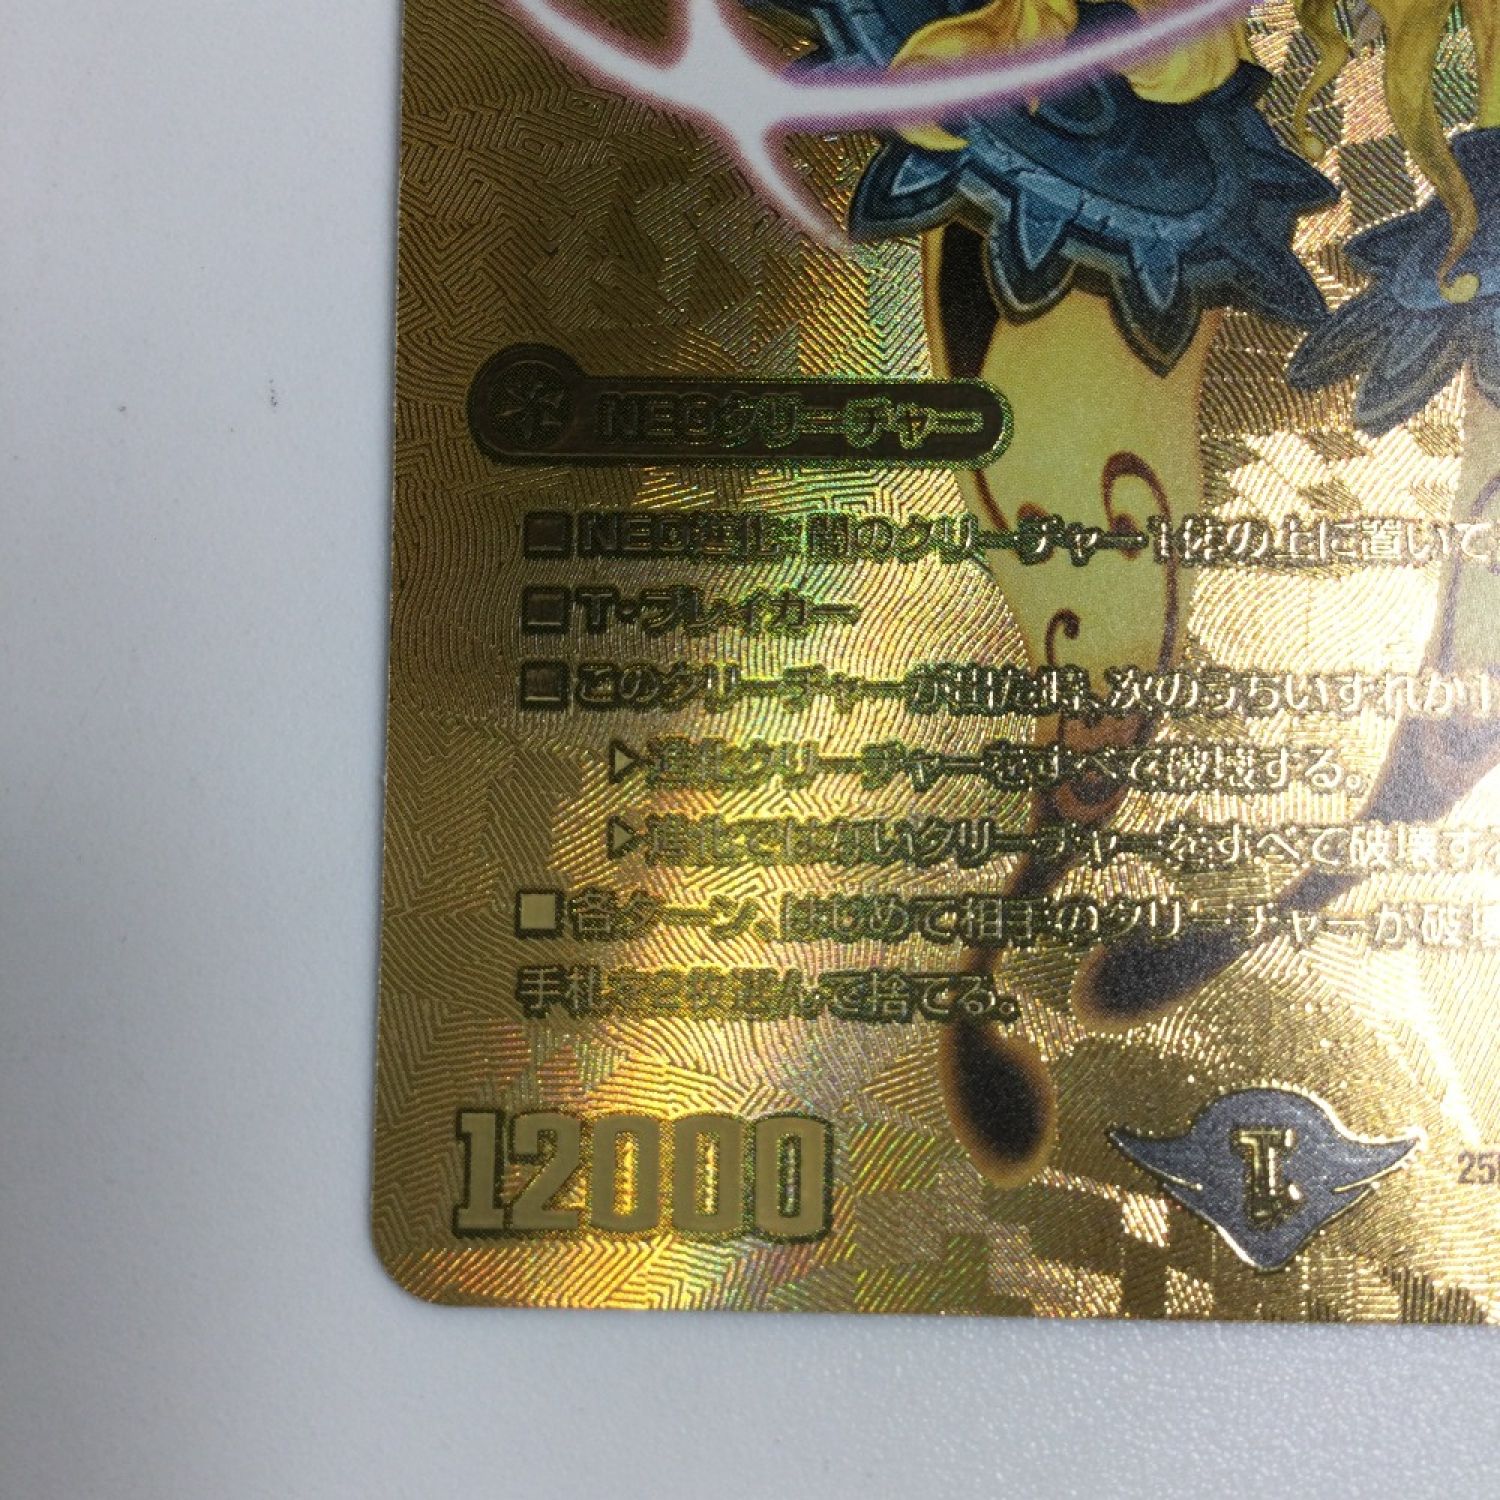 NEOクリーチャー
■NEO進化:闇のクリーチャー1体の上に置いて
■T・ブレイカー
■このクリーチャーが出た時、次のうちいずれか1
▶進化クリーチャーをすべて破壊する。
▶進化ではないクリーチャーをすべて破壊する
■各ターン、はじめて相手のクリーチャーが破壊
手札を2枚選んで捨てる。
12000
T